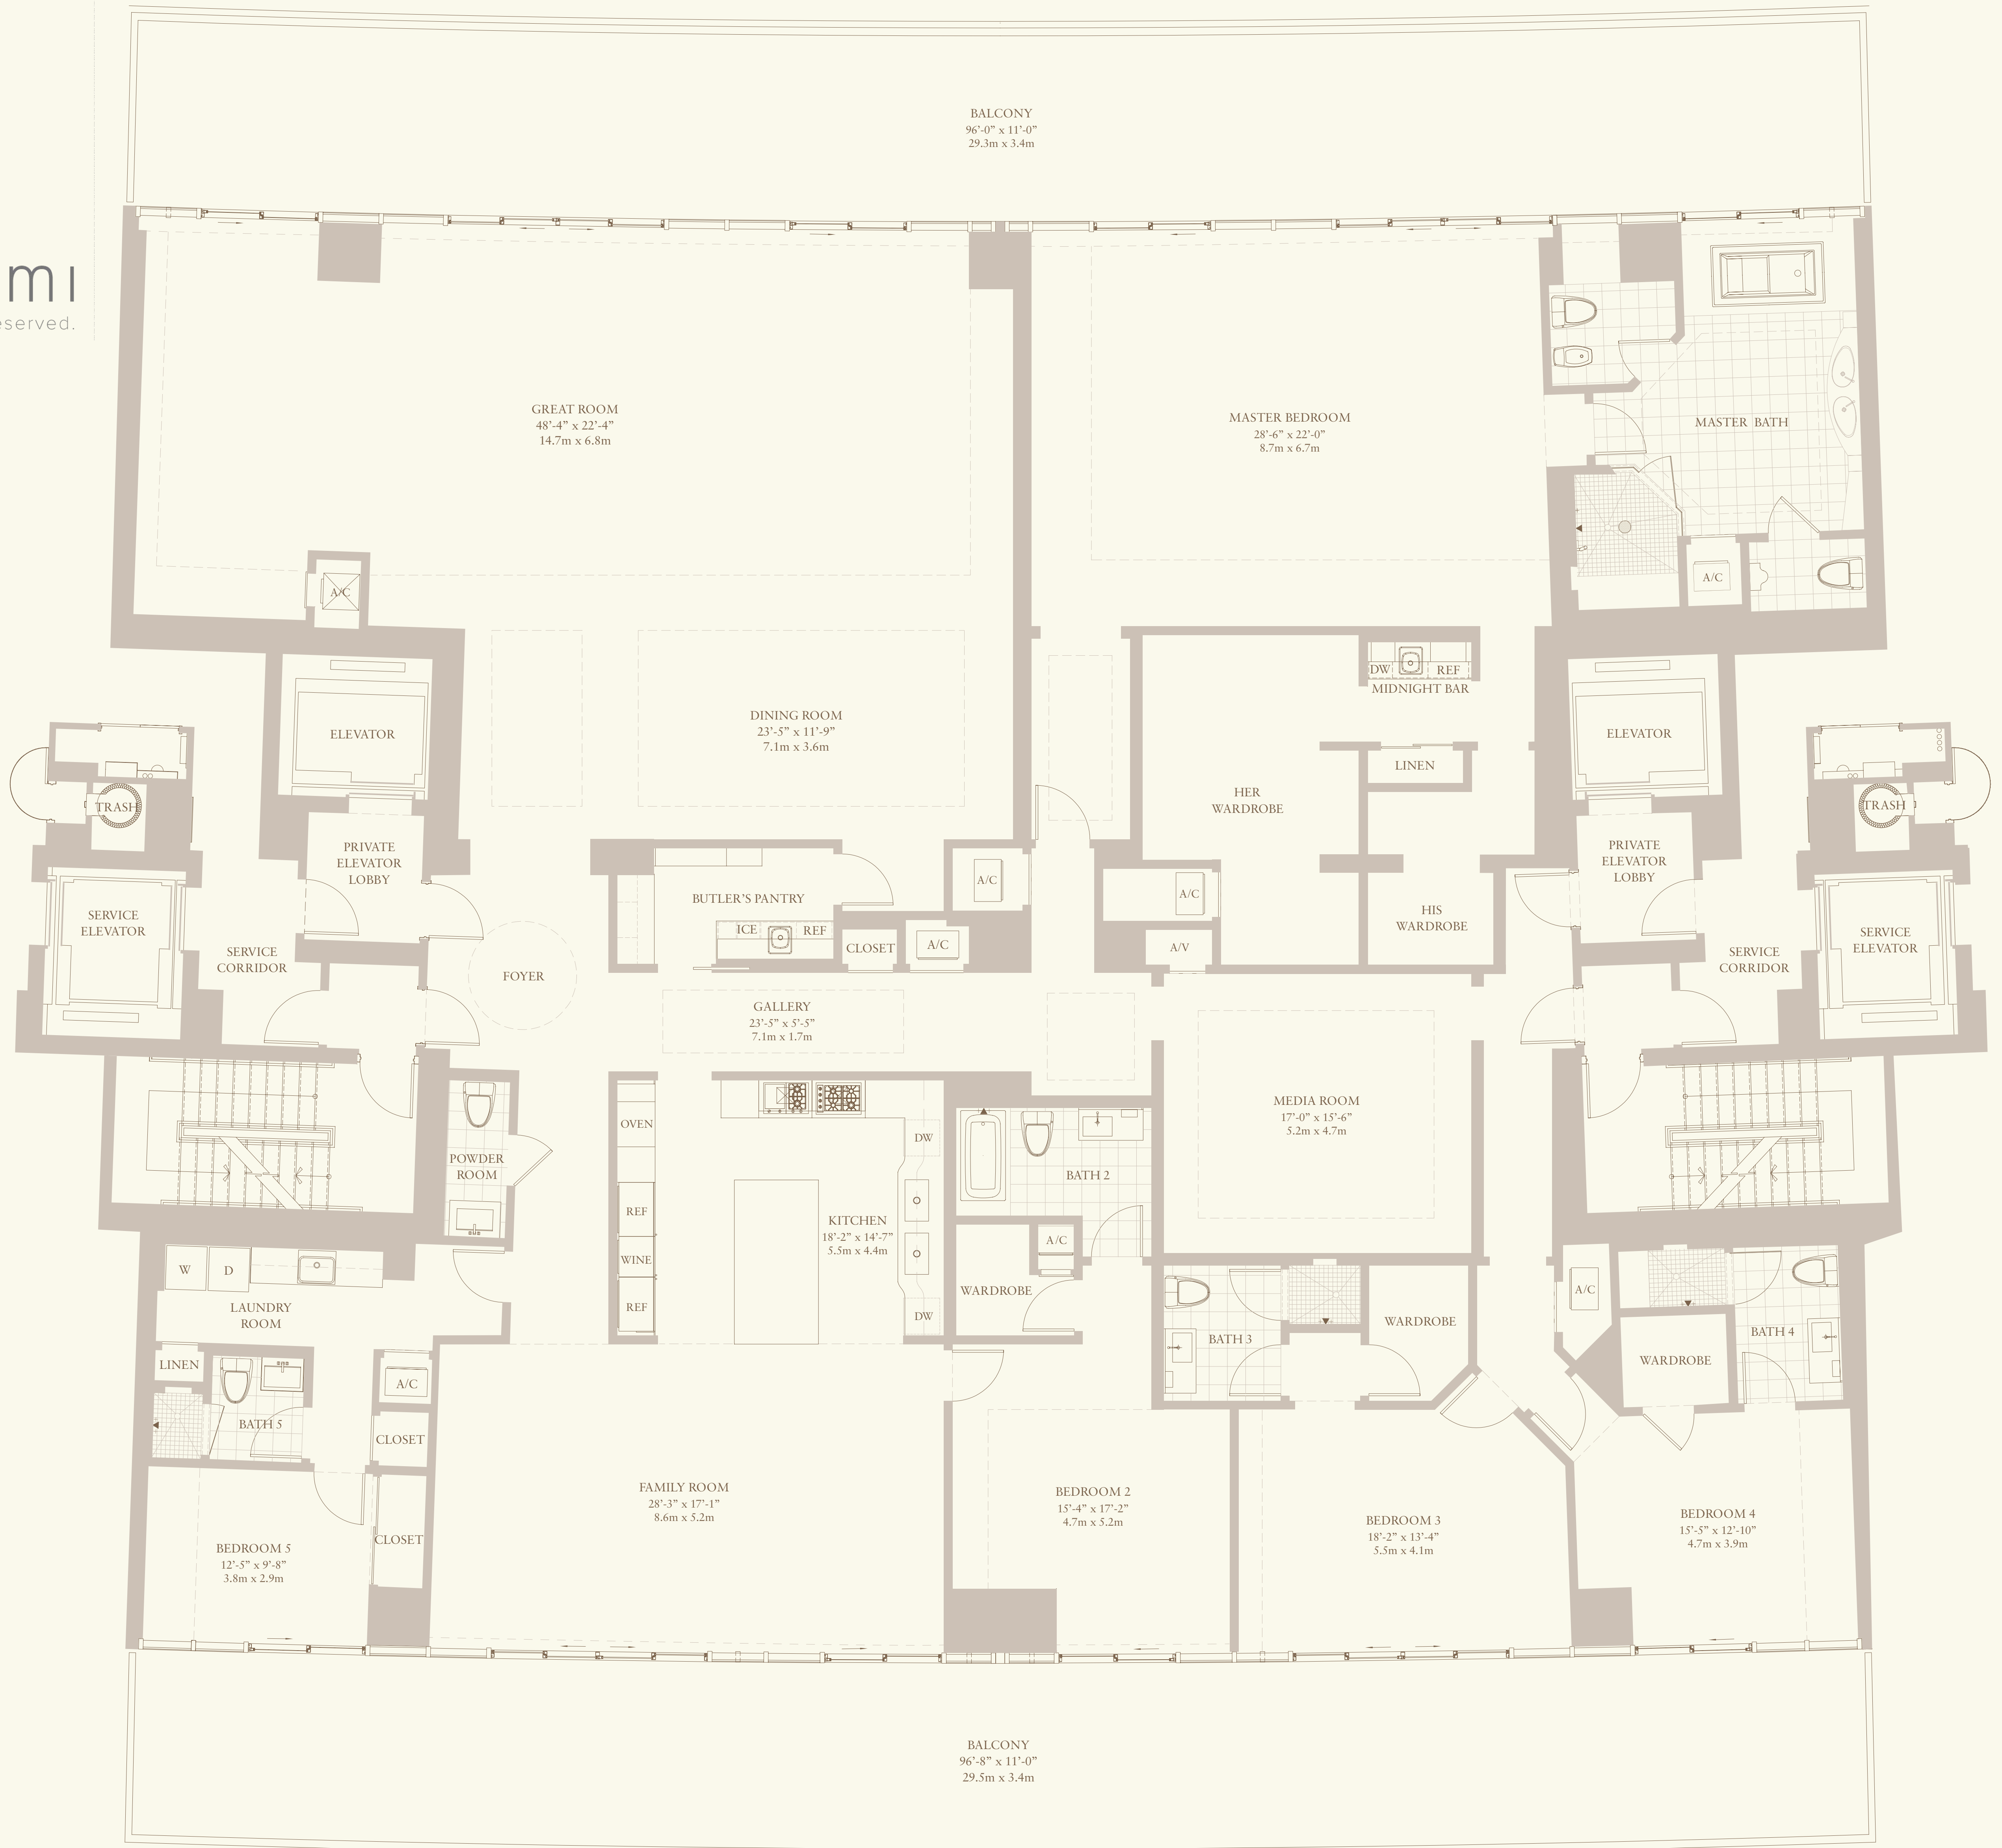 BALCONY
96'-0" x 11'-0"
29.3m x 3.4m
mı
eserved.
GREAT ROOM
48'-4" x 22'-4"
14.7m x 6.8m
MASTER BEDROOM
28'-6" x 22'-0"
8.7m x 6.7m
MASTER BATH
A/C
A/C
DW
REF
MIDNIGHT BAR
ELEVATOR
DINING ROOM
23'-5" x 11'-9"
7.1m x 3.6m
ELEVATOR
LINEN
HER
WARDROBE
TRASH
TRASH
PRIVATE
ELEVATOR
LOBBY
PRIVATE
ELEVATOR
LOBBY
A/C
A/C
BUTLER'S PANTRY
SERVICE
ELEVATOR
HIS
WARDROBE
ICE
REF
CLOSET
A/C
A/V
SERVICE
ELEVATOR
SERVICE
CORRIDOR
SERVICE
CORRIDOR
FOYER
GALLERY
23'-5" x 5'-5"
7.1m x 1.7m
MEDIA ROOM
17'-0" x 15'-6"
5.2m x 4.7m
OVEN
DW
POWDER
ROOM
BATH 2
REF
KITCHEN
18'-2" x 14'-7"
5.5m x 4.4m
A/C
WINE
W
D
WARDROBE
A/C
REF
DW
LAUNDRY
ROOM
BATH 3
WARDROBE
BATH 4
LINEN
WARDROBE
A/C
BATH 5
CLOSET
FAMILY ROOM
28'-3" x 17'-1"
8.6m x 5.2m
BEDROOM 2
15'-4" x 17'-2"
4.7m x 5.2m
BEDROOM 3
18'-2" x 13'-4"
5.5m x 4.1m
BEDROOM 4
15'-5" x 12'-10"
4.7m x 3.9m
CLOSET
BEDROOM 5
12'-5" x 9'-8"
3.8m x 2.9m
BALCONY
96'-8" x 11'-0"
29.5m x 3.4m